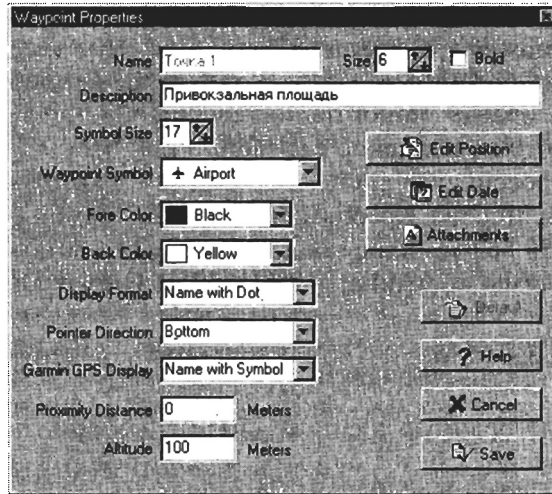 Waypoint Properties
Name Точка 1 Size 6 Bold
Description Привокзальная площадь
Symbol Size 17
Waypoint Symbol Airport
Edit Position
Edit Date
Fore Color Black
Attachments
Back Color Yellow
Display Format Name with Dot
Default
Pointer Direction Bottom
Help
Garmin GPS Display Name with Symbol
Proximity Distance 0 Meters
Cancel
Altitude 100 Meters
Save